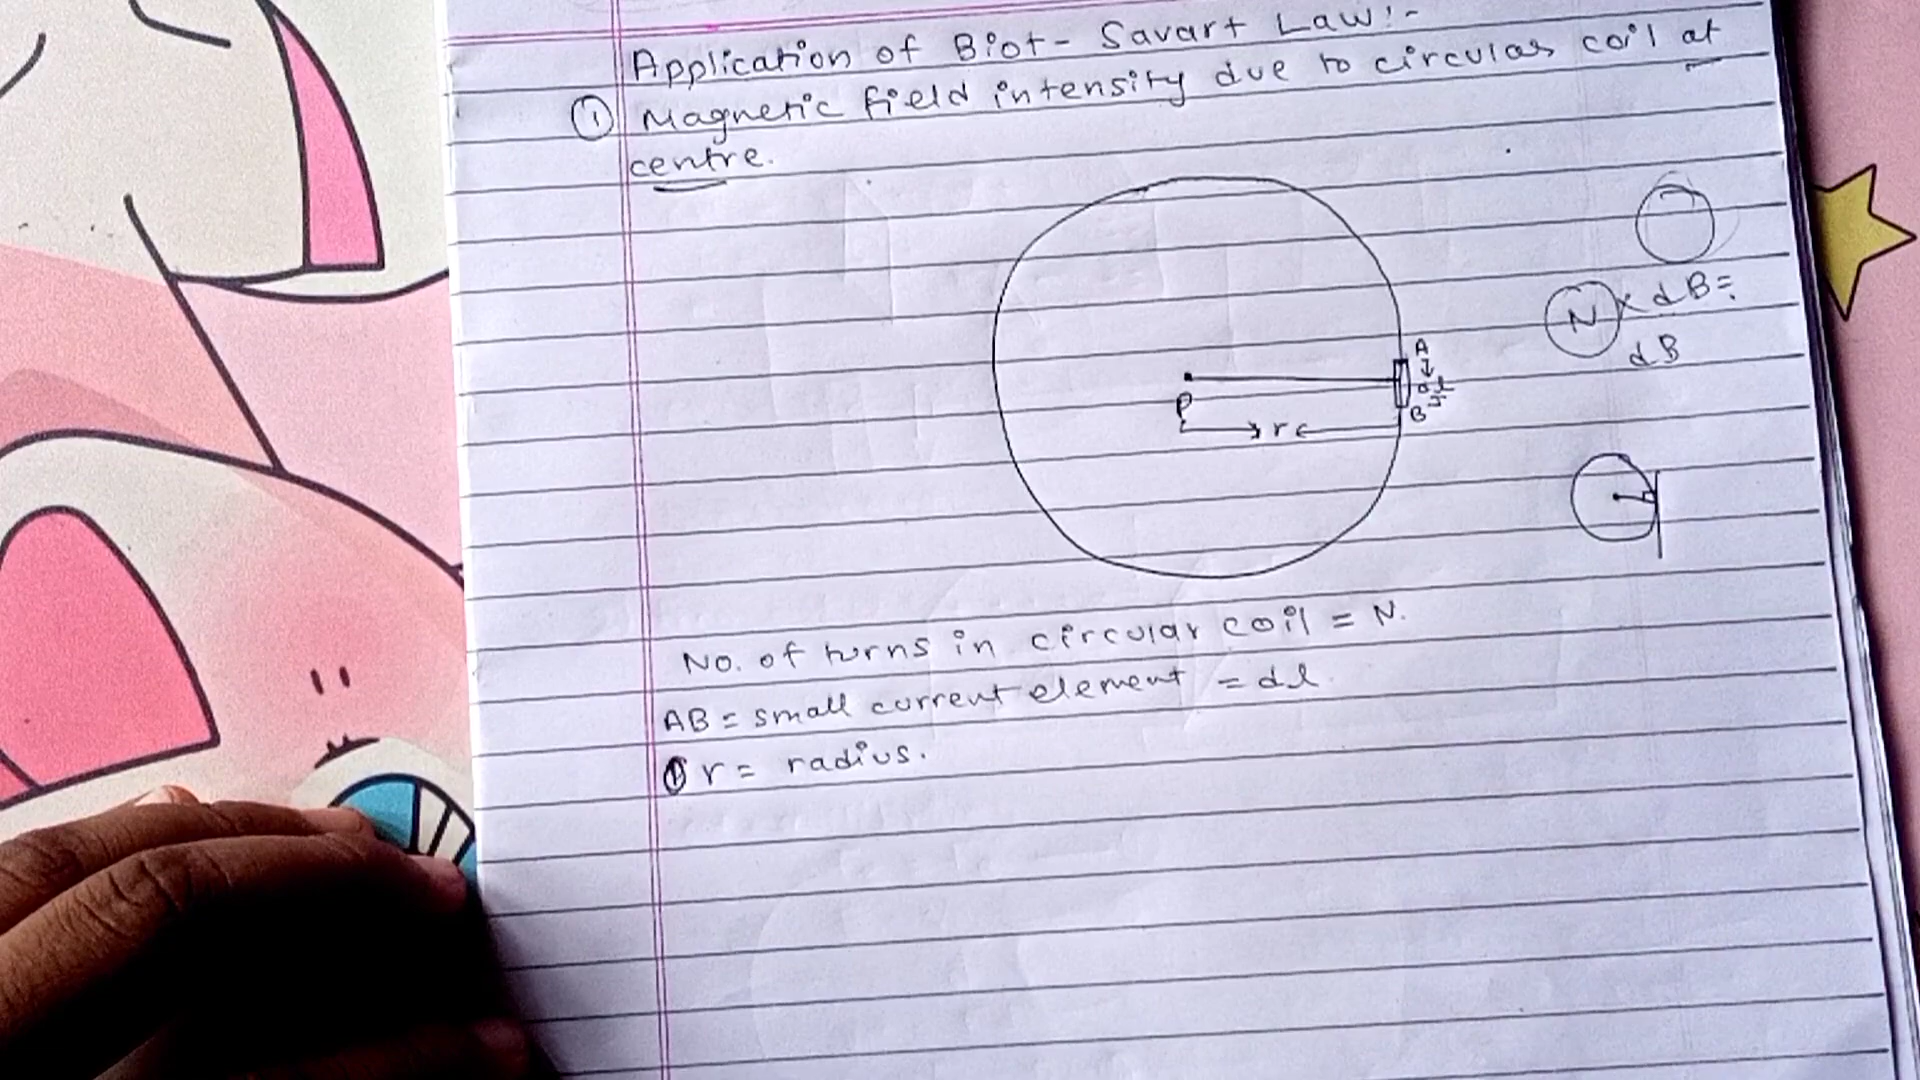 Application of Biot- Savart Law:-
① Magnetic field intensity due to circular coil at
centre.
N x dB =
dB
A
dl
B
P
r
No. of turns in circular coil = N.
AB = small current element = dl.
r = radius.